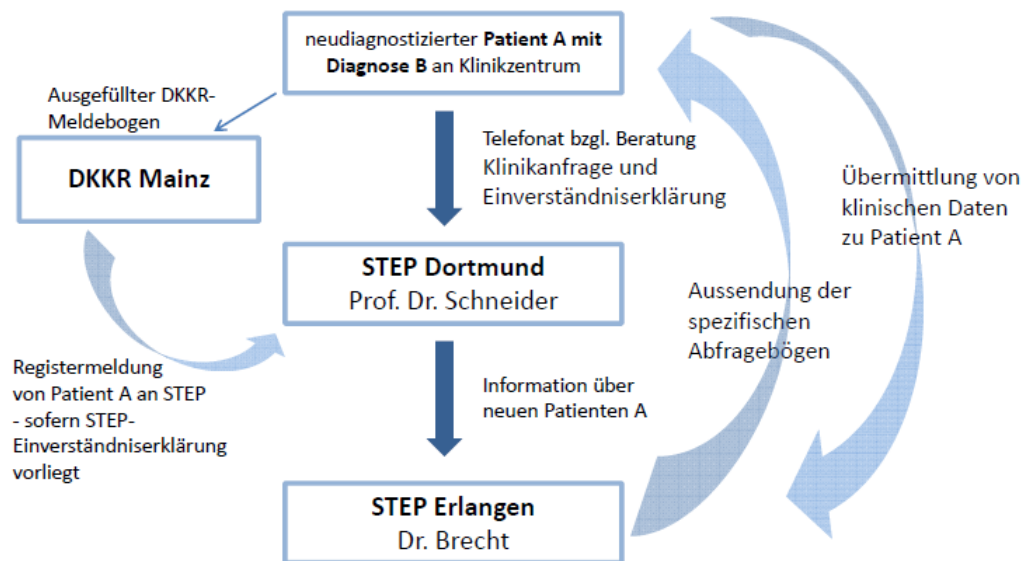 neudiagnostizierter Patient A mit
Diagnose B an Klinikzentrum
Ausgefüllter DKKR-
Meldebogen
DKKR Mainz
Telefonat bzgl. Beratung
Klinikanfrage und
Einverständniserklärung
Übermittlung von
klinischen Daten
zu Patient A
STEP Dortmund
Prof. Dr. Schneider
Aussendung der
spezifischen
Abfragebögen
Registermeldung
von Patient A an STEP
- sofern STEP-
Einverständniserklärung
vorliegt
Information über
neuen Patienten A
STEP Erlangen
Dr. Brecht